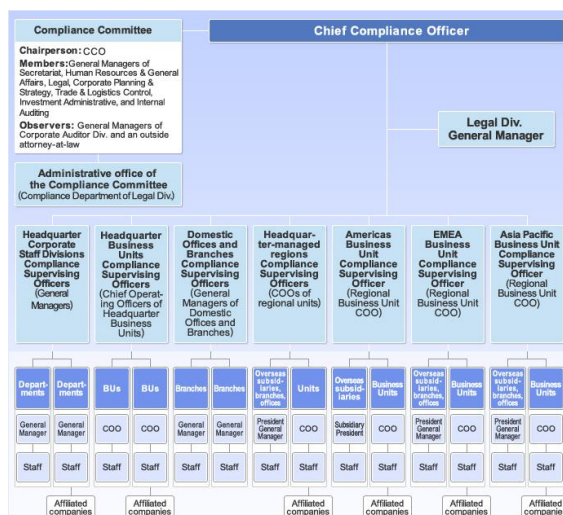 Compliance Committee
Chief Compliance Officer
Chairperson: CCO
Members:General Managers of
Secretariat, Human Resources & General
Affairs, Legal, Corporate Planning &
Strategy, Trade & Logistics Control,
Investment Administrative, and Internal
Auditing
Observers: General Managers of
Corporate Auditor Div. and an outside
attorney-at-law
Legal Div.
General Manager
Administrative office of
the Compliance Committee
(Compliance Department of Legal Div.)
Headquarter
Corporate
Staff Divisions
Compliance
Supervising
Officers
(General
Managers)
Headquarter
Business
Units
Compliance
Supervising
Officers
(Chief Operat-
ing Officers of
Headquarter
Business Units)
Domestic
Offices and
Branches
Compliance
Supervising
Officers
(General
Managers of
Domestic
Offices and
Branches)
Headquar-
ter-managed
regions
Compliance
Supervising
Officers
(COOs of
regional units)
Americas
Business
Unit
Compliance
Supervising
Officer
(Regional
Business Unit
COO)
EMEA
Business
Unit
Compliance
Supervising
Officer
(Regional
Business Unit
COO)
Asia Pacific
Business Unit
Compliance
Supervising
Officer
(Regional
Business Unit
COO)
Depart-
ments
Depart-
ments
BUs
BUs
Branches
Branches
Overseas
subsid-
iaries,
branches,
offices
Units
Overseas
subsid-
iaries
Business
Units
Overseas
subsid-
iaries,
branches,
offices
Business
Units
Overseas
subsid-
iaries,
branches,
offices
Business
Units
General
Manager
General
Manager
COO
COO
General
Manager
General
Manager
President
General
Manager
COO
Subsidiary
President
COO
President
General
Manager
COO
President
General
Manager
COO
Staff
Staff
Staff
Staff
Staff
Staff
Staff
Staff
Staff
Staff
Staff
Staff
Staff
Staff
Affiliated
companies
Affiliated
companies
Affiliated
companies
Affiliated
companies
Affiliated
companies
Affiliated
companies